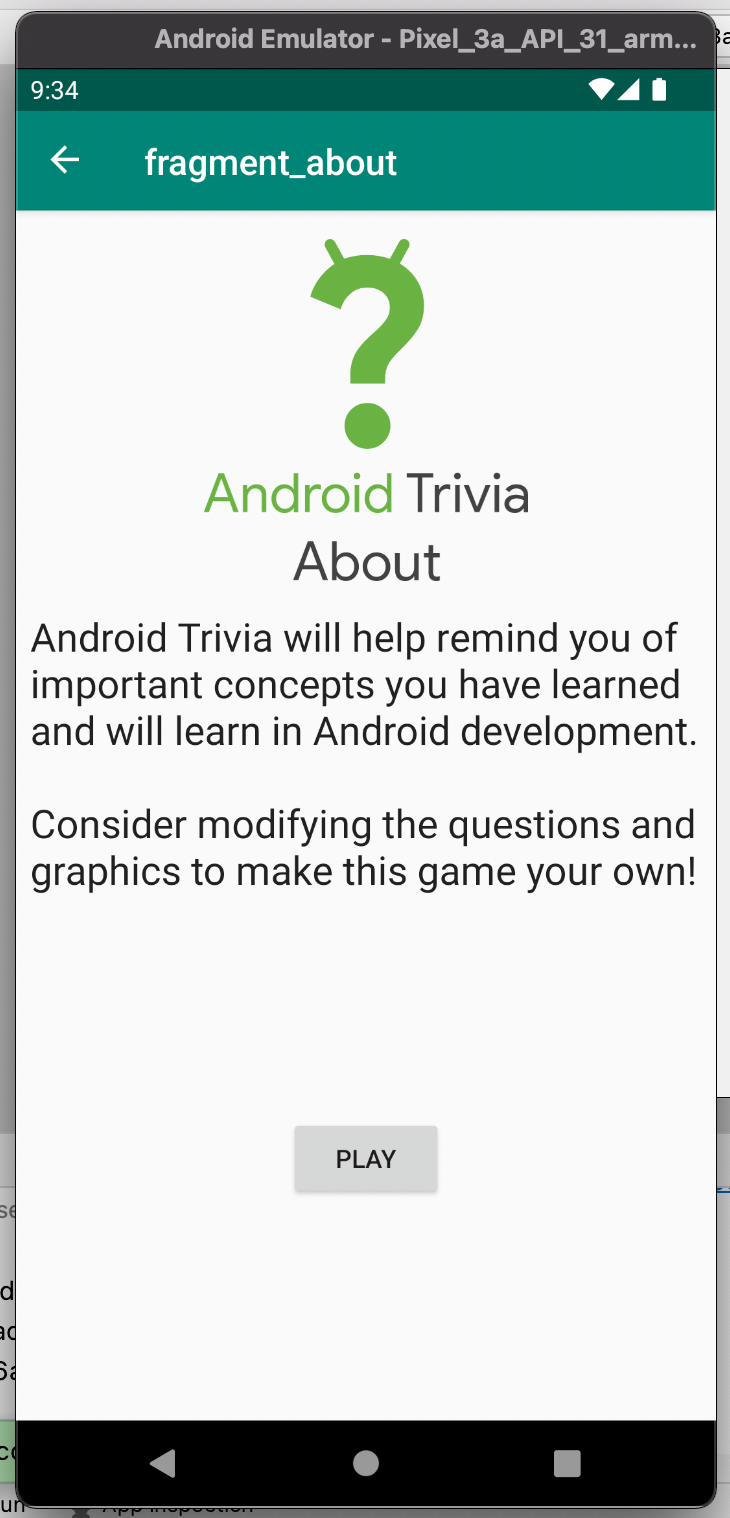 Android Emulator - Pixel_3a_API_31_arm...
9:34
fragment_about
Android Trivia
About
Android Trivia will help remind you of
important concepts you have learned
and will learn in Android development.
Consider modifying the questions and
graphics to make this game your own!
PLAY
App Inspection